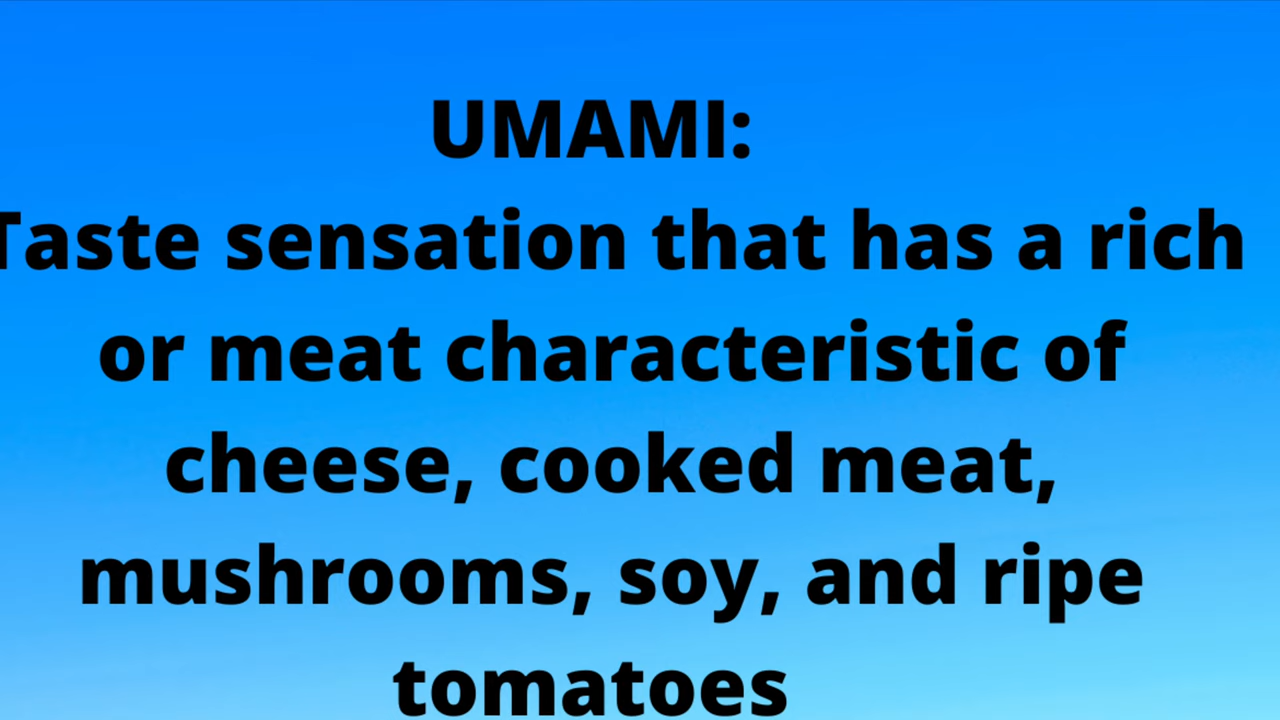 UMAMI:
Taste sensation that has a rich
or meat characteristic of
cheese, cooked meat,
mushrooms, soy, and ripe
tomatoes